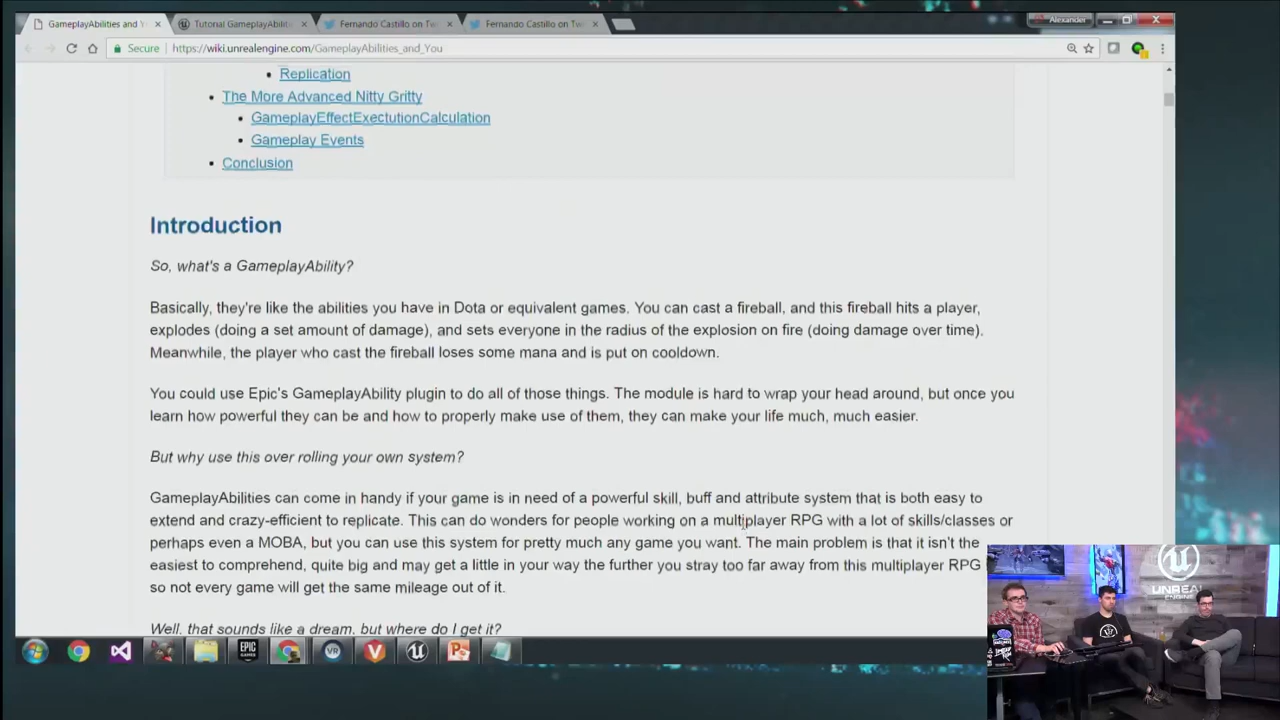 GameplayAbilities and Y
Tutorial GameplayAbiliti
Fernando Castillo on Tw
Fernando Castillo on Tw
Alexander
Secure
https://wiki.unrealengine.com/GameplayAbilities_and_You
Replication
The More Advanced Nitty Gritty
GameplayEffectExectutionCalculation
Gameplay Events
Conclusion
Introduction
So, what's a GameplayAbility?
Basically, they're like the abilities you have in Dota or equivalent games. You can cast a fireball, and this fireball hits a player,
explodes (doing a set amount of damage), and sets everyone in the radius of the explosion on fire (doing damage over time).
Meanwhile, the player who cast the fireball loses some mana and is put on cooldown.
You could use Epic's GameplayAbility plugin to do all of those things. The module is hard to wrap your head around, but once you
learn how powerful they can be and how to properly make use of them, they can make your life much, much easier.
But why use this over rolling your own system?
GameplayAbilities can come in handy if your game is in need of a powerful skill, buff and attribute system that is both easy to
extend and crazy-efficient to replicate. This can do wonders for people working on a multiplayer RPG with a lot of skills/classes or
perhaps even a MOBA, but you can use this system for pretty much any game you want. The main problem is that it isn't the
easiest to comprehend, quite big and may get a little in your way the further you stray too far away from this multiplayer RPG
so not every game will get the same mileage out of it.
Well, that sounds like a dream, but where do I get it?
EPIC
GAMES
VR
UNREAL
ENGINE